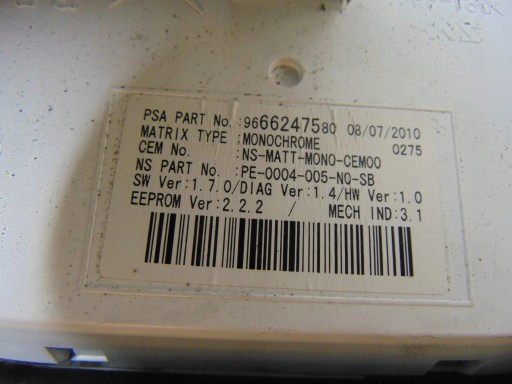 PSA PART No. :9666247580 08/07/2010
MATRIX TYPE :MONOCHROME 0275
CEM No. :NS-MATT-MONO-CEM00
NS PART No. :PE-0004-005-NO-SB
SW Ver:1.7.0/DIAG Ver:1.4/HW Ver:1.0
EEPROM Ver:2.2.2 / MECH IND:3.1